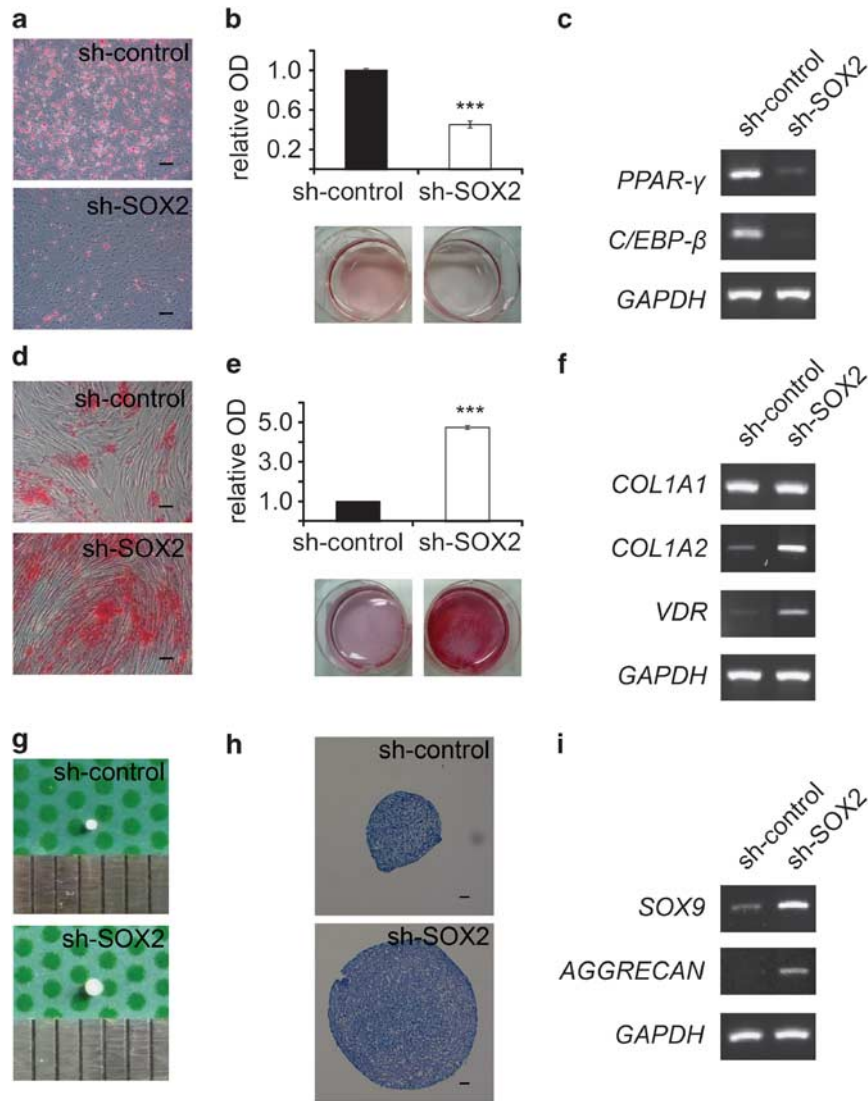 a
sh-control
sh-SOX2
b
relative OD
1.0
0.6
0.2
***
sh-control
sh-SOX2
c
sh-control
sh-SOX2
PPAR-γ
C/EBP-β
GAPDH
d
sh-control
sh-SOX2
e
relative OD
5.0
3.0
1.0
***
sh-control
sh-SOX2
f
sh-control
sh-SOX2
COL1A1
COL1A2
VDR
GAPDH
g
sh-control
sh-SOX2
h
sh-control
sh-SOX2
i
sh-control
sh-SOX2
SOX9
AGGRECAN
GAPDH